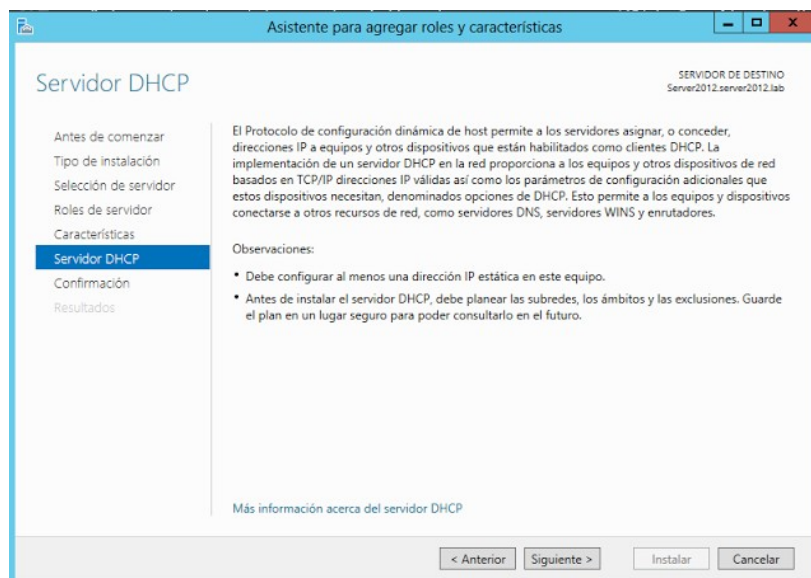 Asistente para agregar roles y características
Servidor DHCP
SERVIDOR DE DESTINO
Server2012.server2012.lab
Antes de comenzar
Tipo de instalación
Selección de servidor
Roles de servidor
Características
Servidor DHCP
Confirmación
Resultados
El Protocolo de configuración dinámica de host permite a los servidores asignar, o conceder,
direcciones IP a equipos y otros dispositivos que están habilitados como clientes DHCP. La
implementación de un servidor DHCP en la red proporciona a los equipos y otros dispositivos de red
basados en TCP/IP direcciones IP válidas así como los parámetros de configuración adicionales que
estos dispositivos necesitan, denominados opciones de DHCP. Esto permite a los equipos y dispositivos
conectarse a otros recursos de red, como servidores DNS, servidores WINS y enrutadores.
Observaciones:
• Debe configurar al menos una dirección IP estática en este equipo.
• Antes de instalar el servidor DHCP, debe planear las subredes, los ámbitos y las exclusiones. Guarde
el plan en un lugar seguro para poder consultarlo en el futuro.
Más información acerca del servidor DHCP
< Anterior
Siguiente >
Instalar
Cancelar